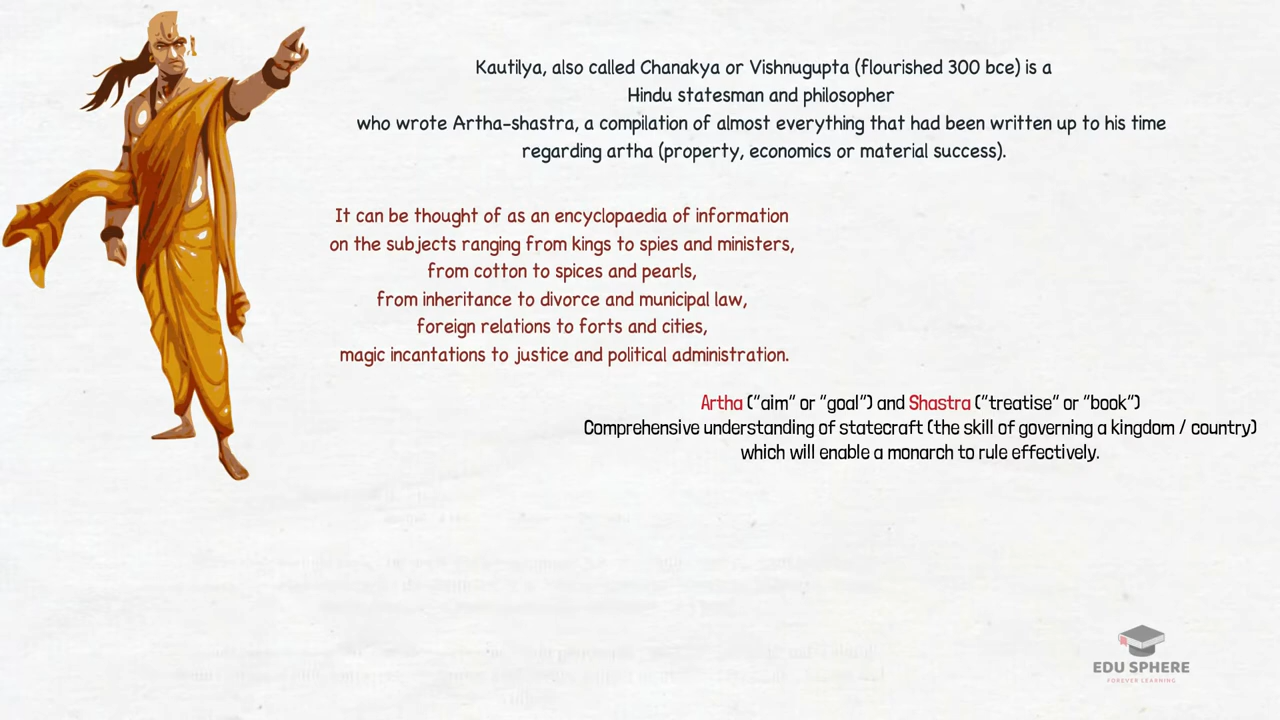 Kautilya, also called Chanakya or Vishnugupta (flourished 300 bce) is a
Hindu statesman and philosopher
who wrote Artha-shastra, a compilation of almost everything that had been written up to his time
regarding artha (property, economics or material success).
It can be thought of as an encyclopaedia of information
on the subjects ranging from kings to spies and ministers,
from cotton to spices and pearls,
from inheritance to divorce and municipal law,
foreign relations to forts and cities,
magic incantations to justice and political administration.
Artha ("aim" or "goal") and Shastra ("treatise" or "book")
Comprehensive understanding of statecraft (the skill of governing a kingdom / country)
which will enable a monarch to rule effectively.
EDU SPHERE
FOREVER LEARNING